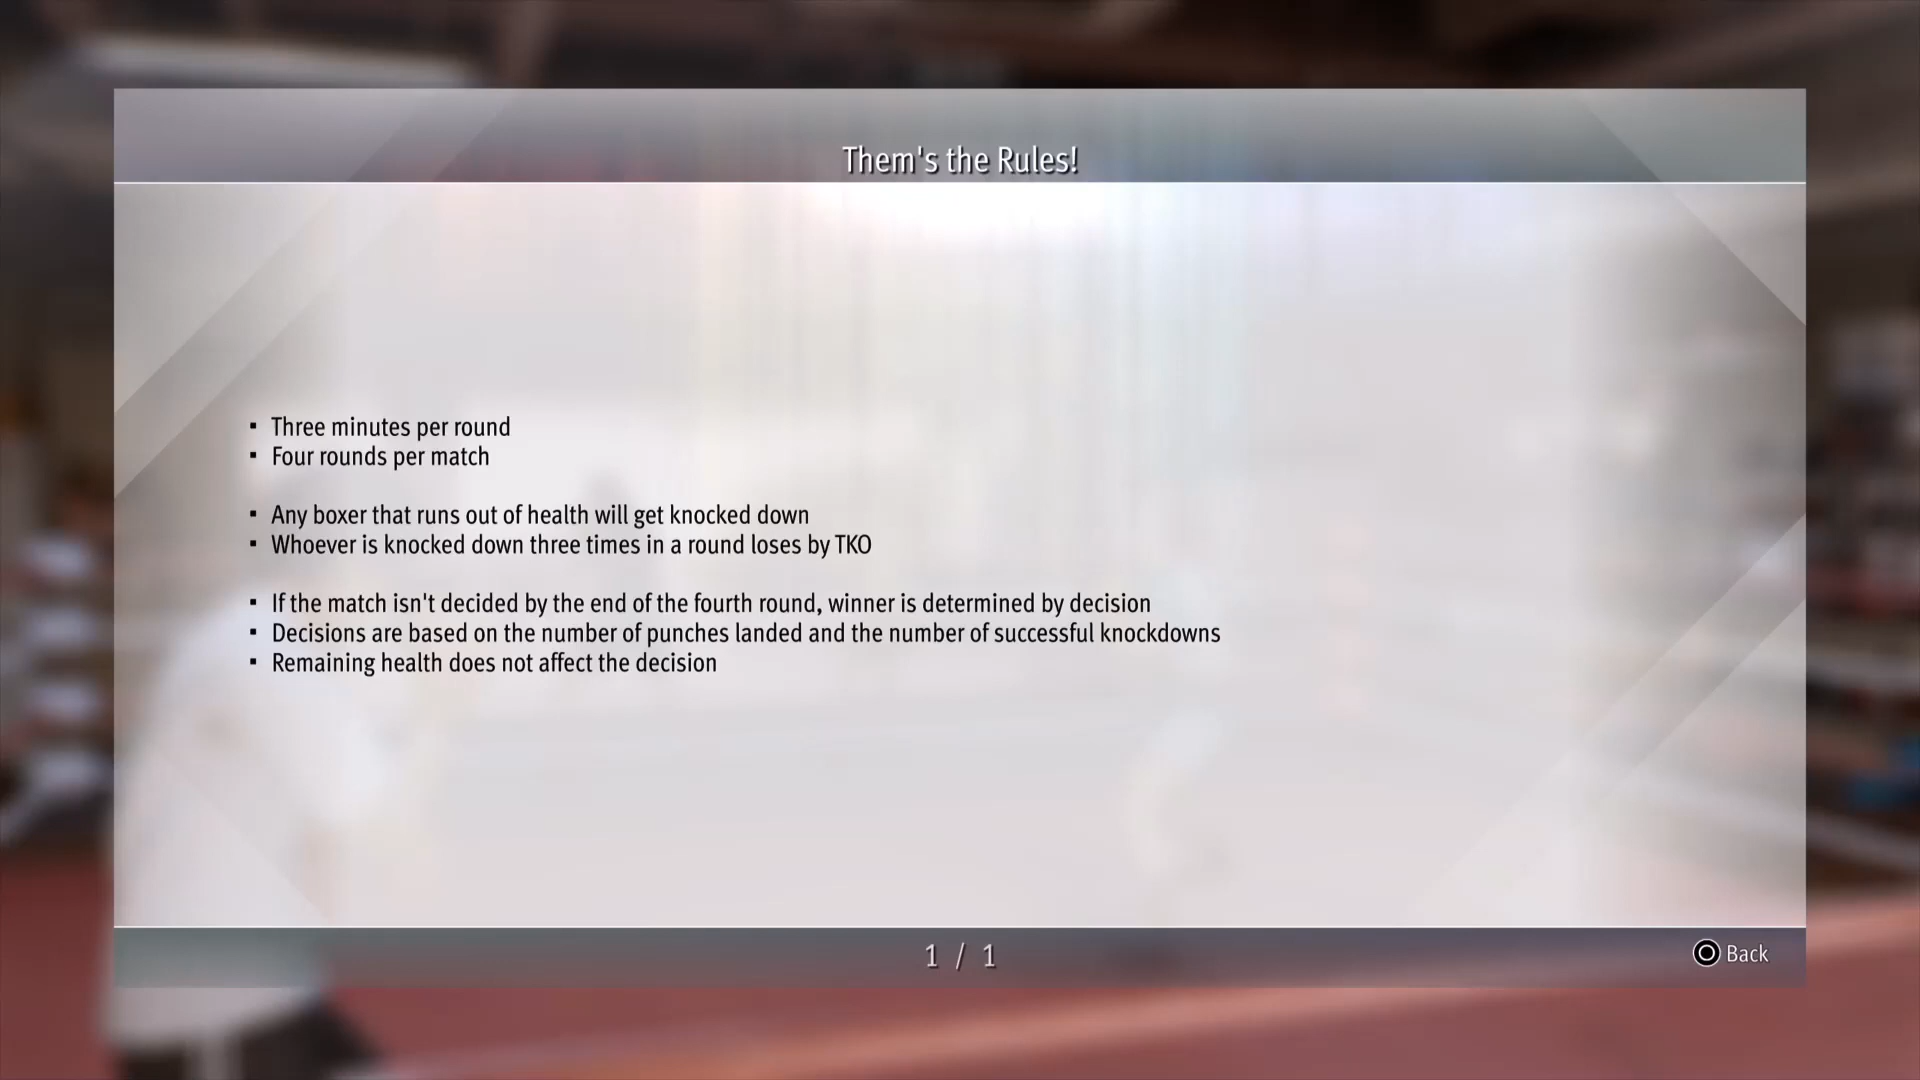 Them's the Rules!
▪ Three minutes per round
▪ Four rounds per match
▪ Any boxer that runs out of health will get knocked down
▪ Whoever is knocked down three times in a round loses by TKO
▪ If the match isn't decided by the end of the fourth round, winner is determined by decision
▪ Decisions are based on the number of punches landed and the number of successful knockdowns
▪ Remaining health does not affect the decision
1 / 1
Back